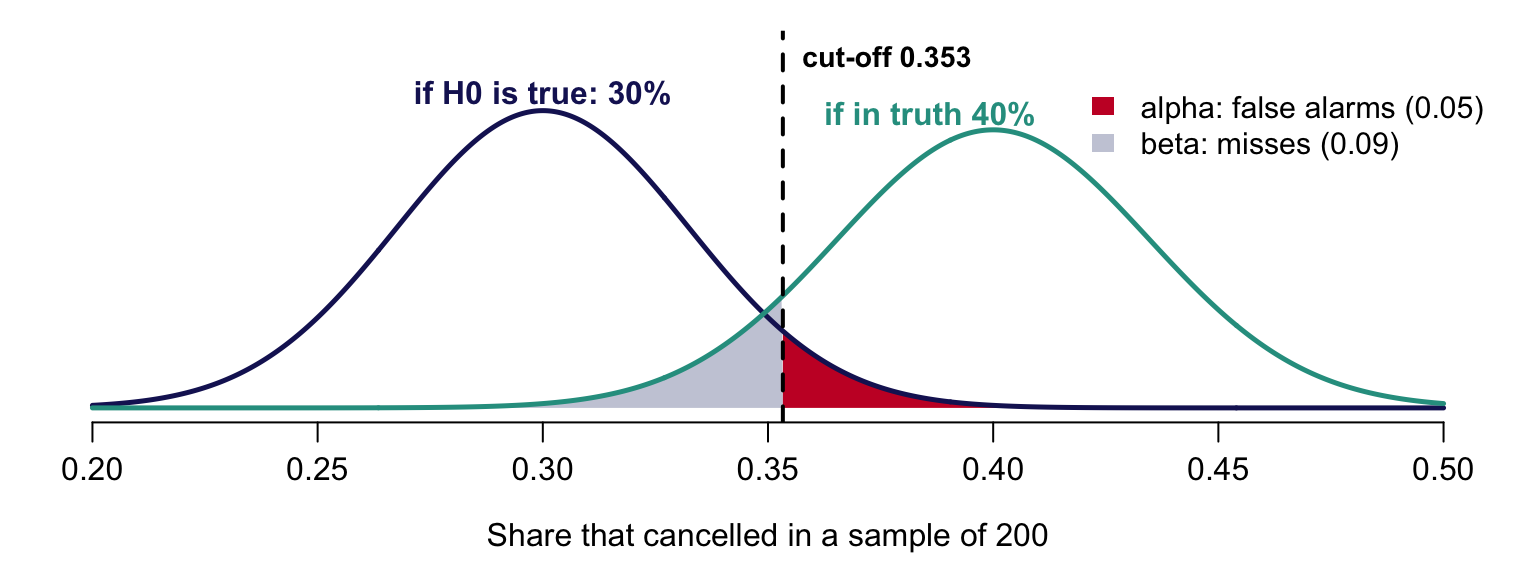 cut-off 0.353
if H0 is true: 30%
if in truth 40%
alpha: false alarms (0.05)
beta: misses (0.09)
0.20 0.25 0.30 0.35 0.40 0.45 0.50
Share that cancelled in a sample of 200